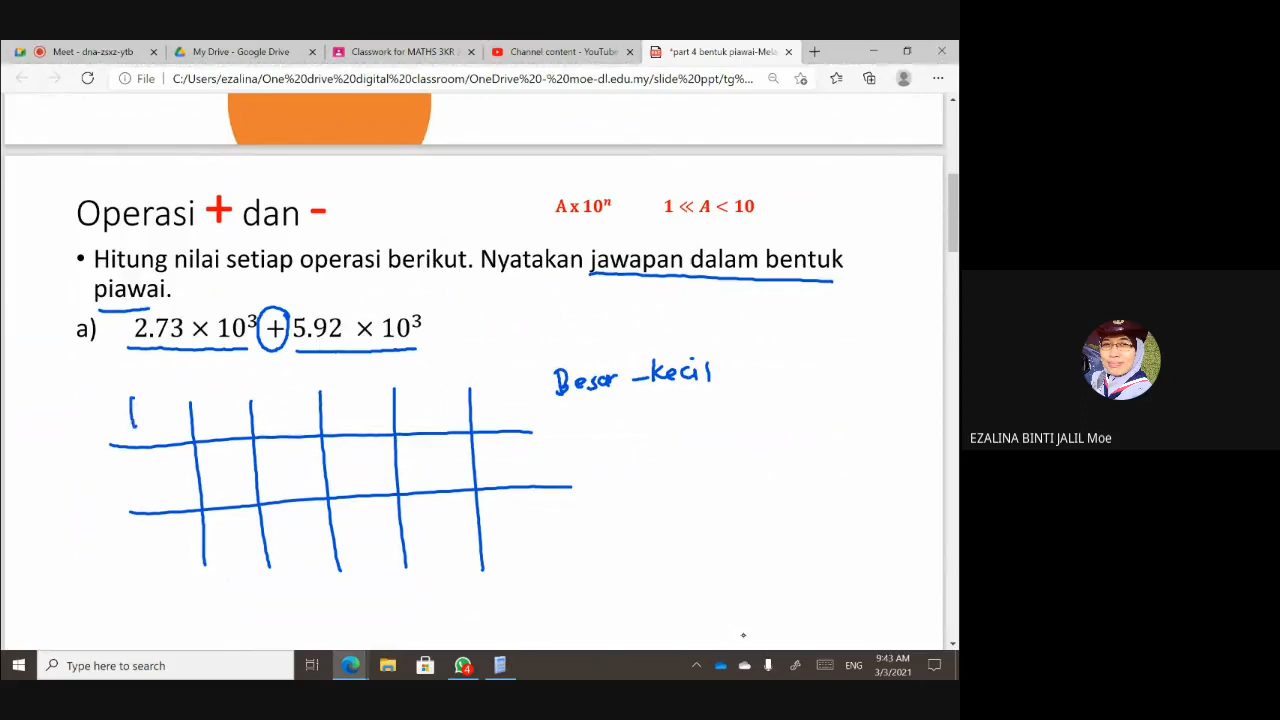 Meet - dna-zsxz-ytb
My Drive - Google Drive
Classwork for MATHS 3KR
Channel content - YouTube
*part 4 bentuk piawai-Mela
File
C:/Users/ezalina/One%20drive%20digital%20classroom/OneDrive%20-%20moe-dl.edu.my/slide%20ppt/tg%...
Operasi + dan -
A x 10ⁿ 1 ≪ A < 10
• Hitung nilai setiap operasi berikut. Nyatakan jawapan dalam bentuk
piawai.
a) 2.73 × 10³ + 5.92 × 10³
Besar - kecil
EZALINA BINTI JALIL Moe
Type here to search
4
ENG
9:43 AM
3/3/2021